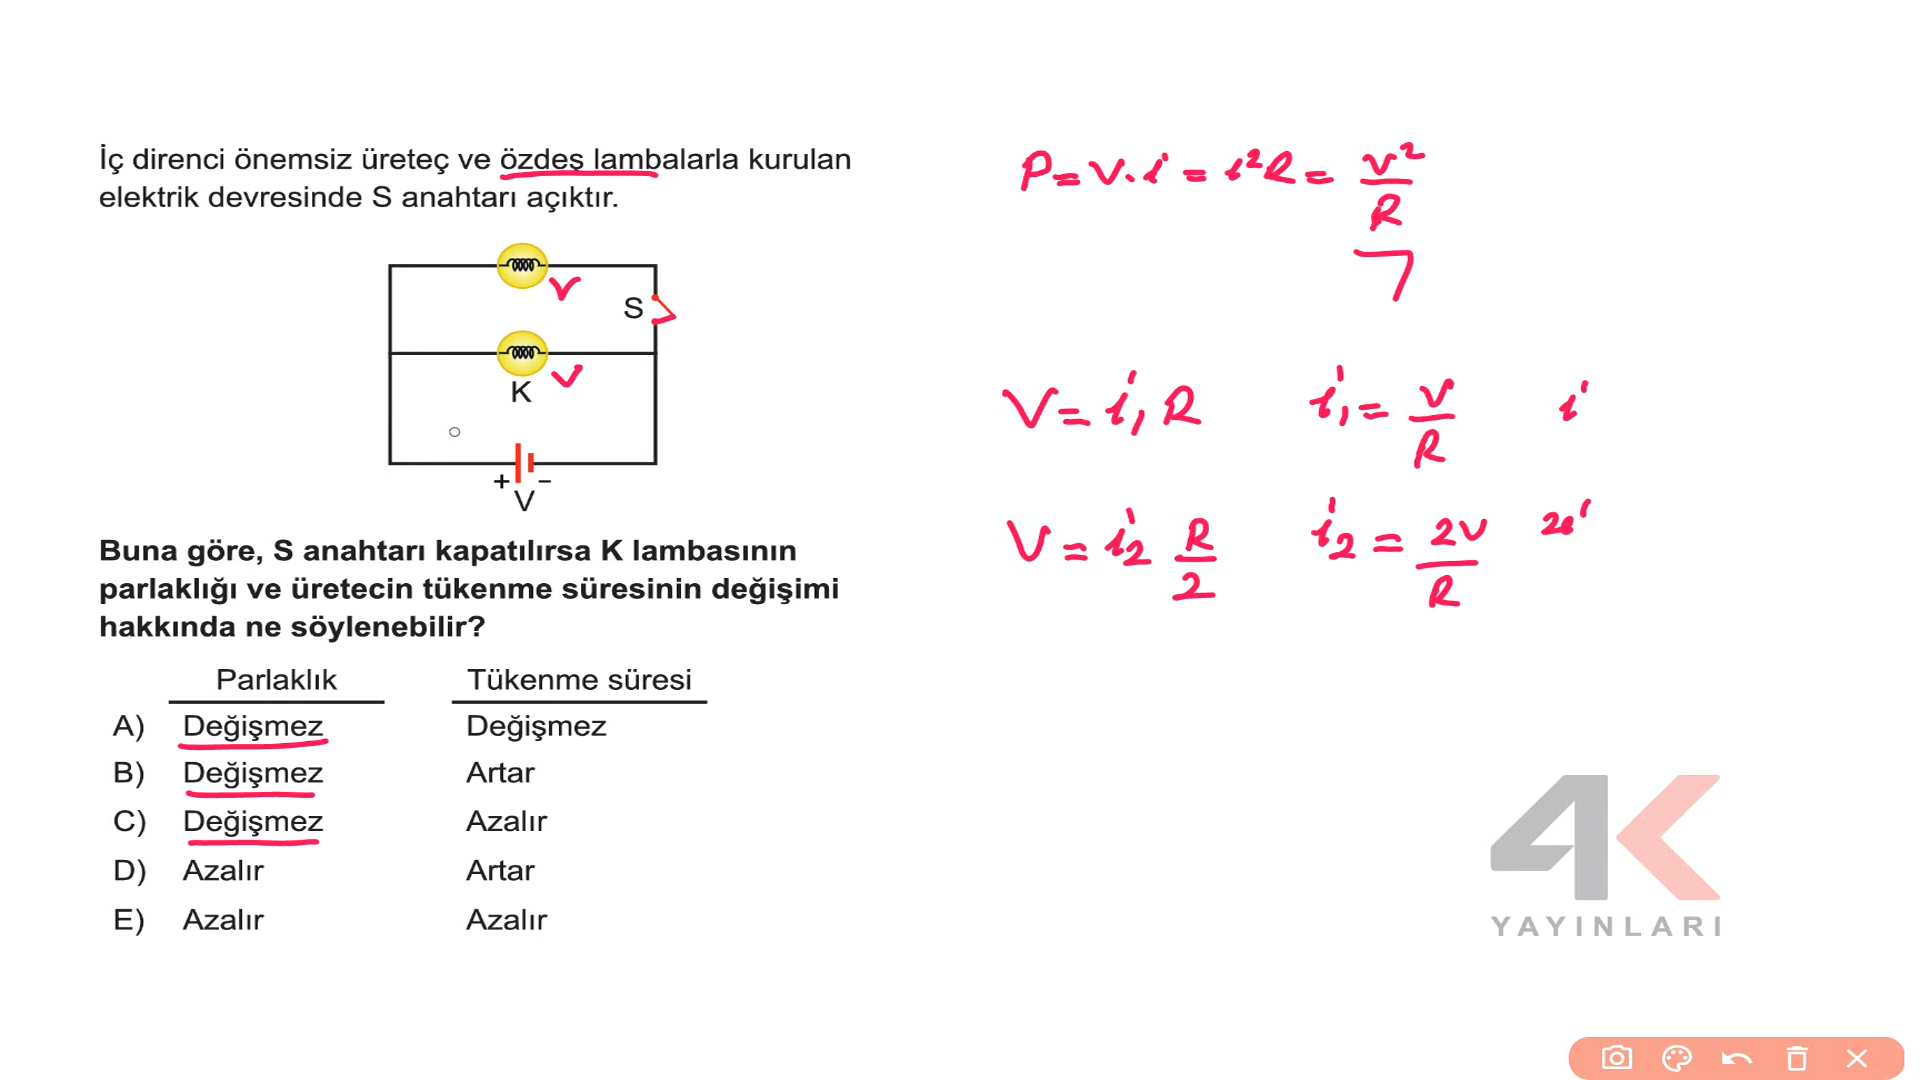 İç direnci önemsiz üreteç ve özdeş lambalarla kurulan
elektrik devresinde S anahtarı açıktır.
V
S
V
K
+ −
V
Buna göre, S anahtarı kapatılırsa K lambasının
parlaklığı ve üretecin tükenme süresinin değişimi
hakkında ne söylenebilir?
Parlaklık Tükenme süresi
A) Değişmez Değişmez
B) Değişmez Artar
C) Değişmez Azalır
D) Azalır Artar
E) Azalır Azalır
P = V.i = i²R = V²/R
V = i₁ R i₁ = V/R i
V = i₂ R/2 i₂ = 2V/R 2i
4K
YAYINLARI